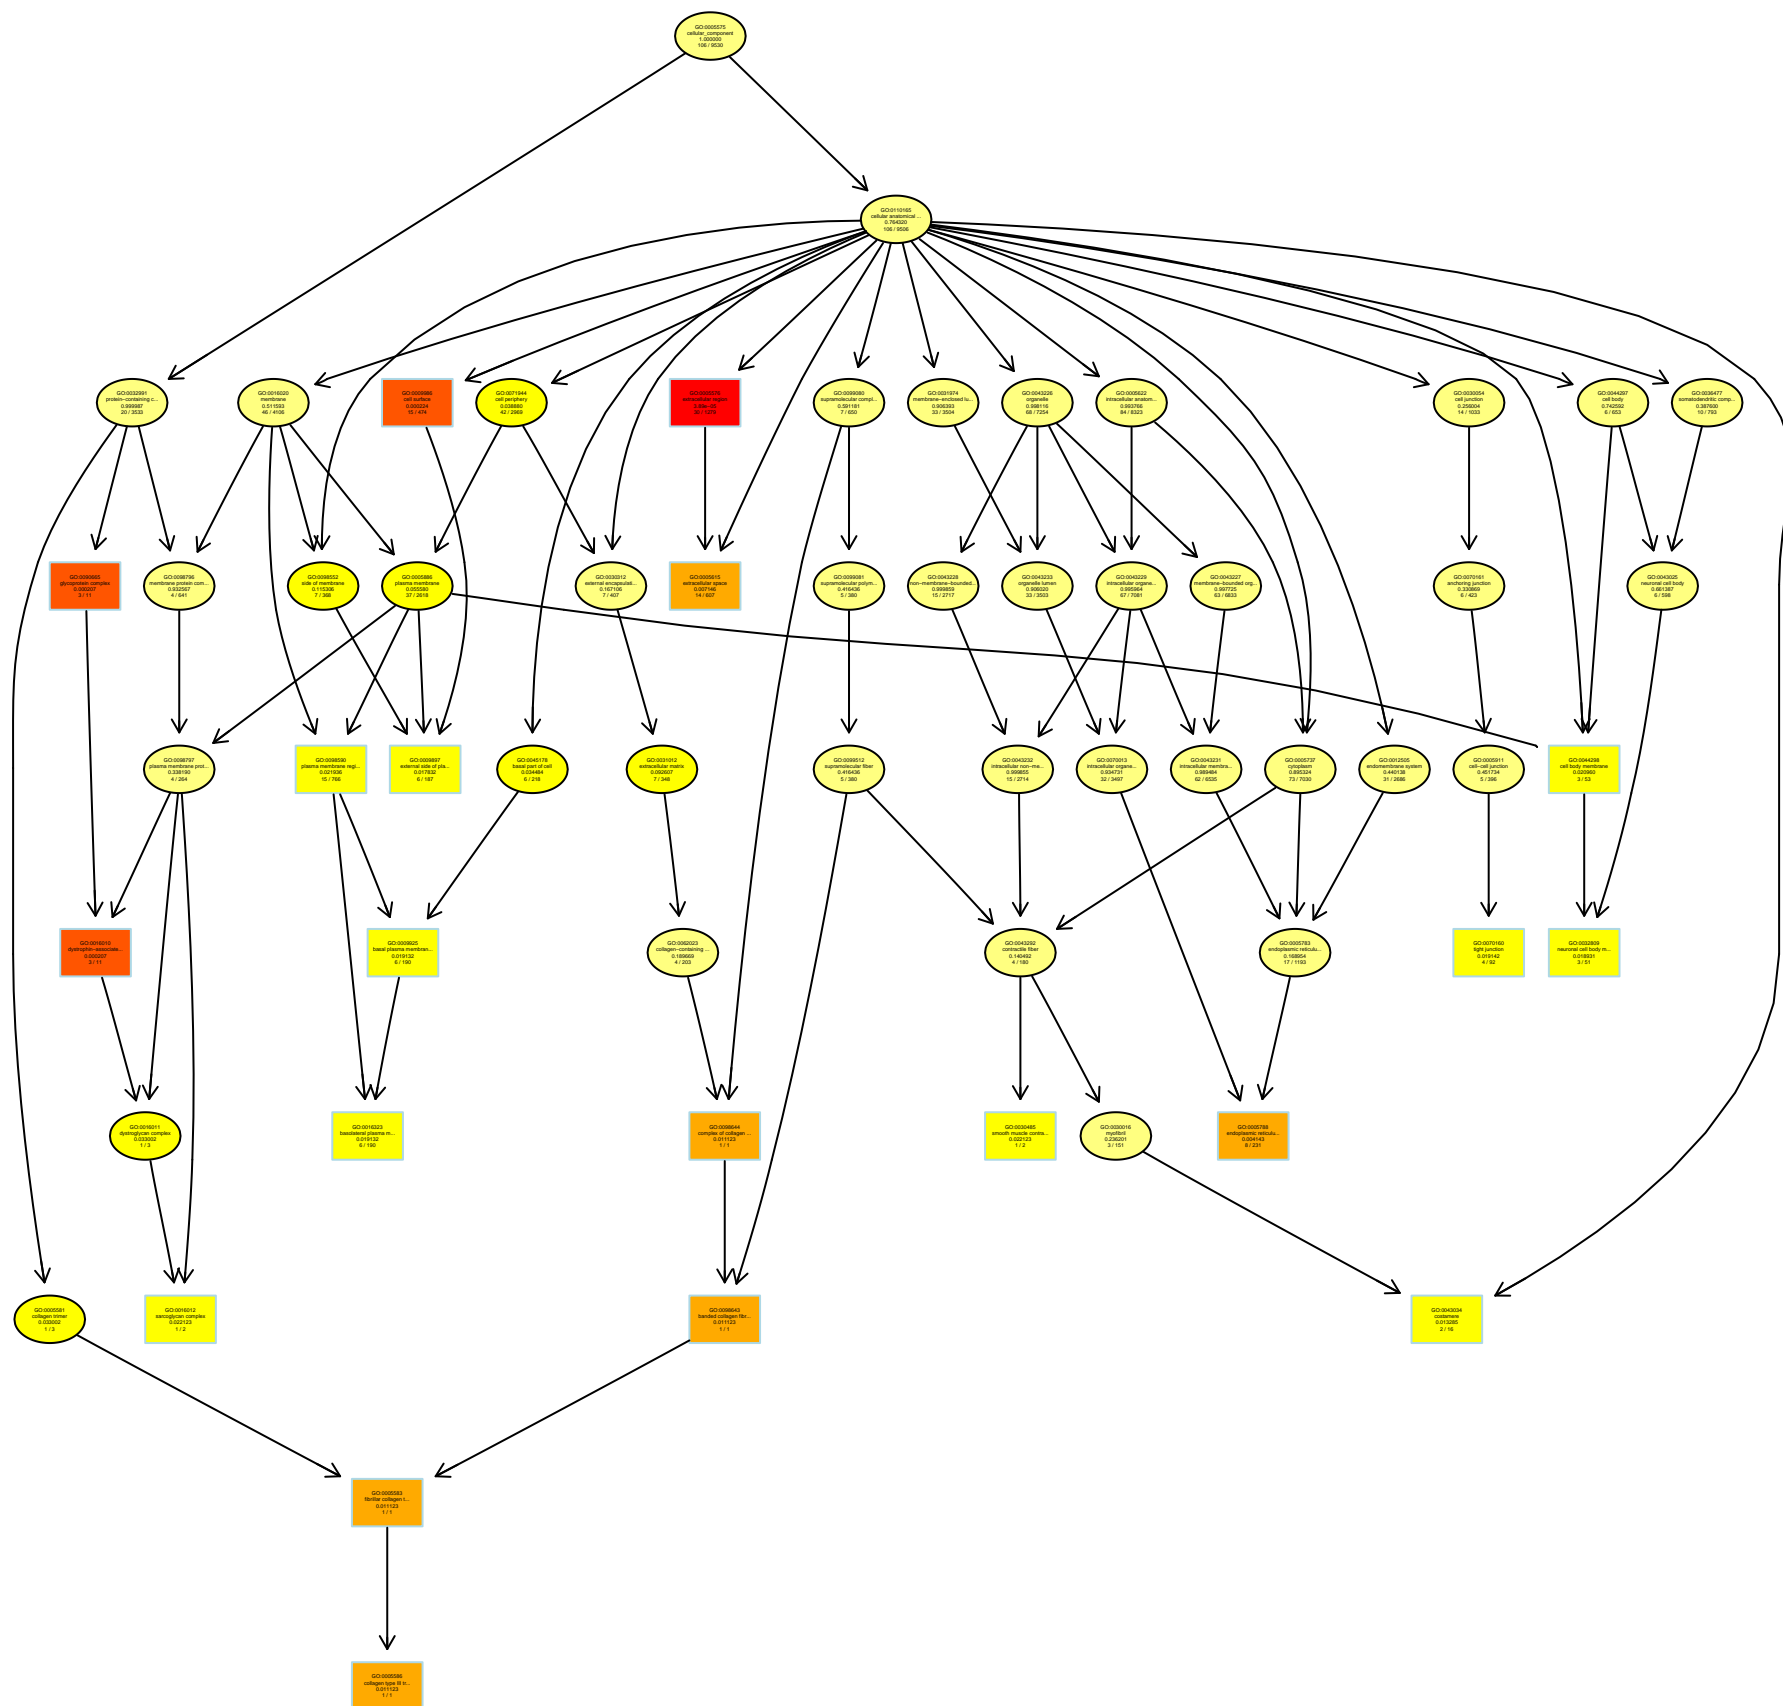 GO:0005575
cellular_component
1.000000
106 / 9530
GO:0110165
cellular anatomical ...
0.764320
106 / 9506
GO:0032991
protein-containing c...
0.999987
20 / 3533
GO:0016020
membrane
0.511593
46 / 4106
cell surface
0.000224
15 / 474
GO:0071944
cell periphery
0.038880
42 / 2969
extracellular region
GO:0099080
supramolecular compl...
0.591181
7 / 650
GO:0031974
membrane-enclosed lu...
0.906393
33 / 3504
GO:0043226
organelle
0.998116
68 / 7254
GO:0005622
intracellular anatom...
0.993766
84 / 8323
GO:0030054
cell junction
0.256004
14 / 1033
GO:0044297
cell body
0.742592
6 / 653
GO:0036477
somatodendritic comp...
0.387600
10 / 793
GO:0090665
glycoprotein complex
0.000207
3 / 11
GO:0098796
membrane protein com...
0.932567
4 / 641
GO:0098552
side of membrane
0.115306
7 / 368
GO:0005886
plasma membrane
0.055580
37 / 2618
GO:0030312
external encapsulati...
0.167106
7 / 407
GO:0005615
extracellular space
0.007146
14 / 607
GO:0099081
supramolecular polym...
0.416436
5 / 380
GO:0043228
non-membrane-bounded...
0.999859
15 / 2717
GO:0043233
organelle lumen
0.906020
33 / 3503
GO:0043229
intracellular organe...
0.995964
67 / 7081
GO:0043227
membrane-bounded org...
0.997725
63 / 6833
GO:0070161
anchoring junction
0.330869
6 / 423
GO:0043025
neuronal cell body
0.661387
6 / 598
GO:0098797
plasma membrane prot...
0.338190
4 / 264
GO:0098590
plasma membrane regi...
0.021936
15 / 766
GO:0009897
external side of pla...
0.017832
6 / 187
GO:0045178
basal part of cell
0.034484
6 / 218
GO:0031012
extracellular matrix
0.092607
7 / 348
GO:0099512
supramolecular fiber
0.416436
5 / 380
GO:0043232
intracellular non-me...
0.999855
15 / 2714
GO:0070013
intracellular organe...
0.934731
32 / 3497
GO:0043231
intracellular membra...
0.989484
62 / 6535
GO:0005737
cytoplasm
0.895324
73 / 7030
GO:0012505
endomembrane system
0.440138
31 / 2686
GO:0005911
cell-cell junction
0.451734
5 / 396
GO:0044298
cell body membrane
0.020960
3 / 53
GO:0016010
dystrophin-associate...
0.000207
3 / 11
GO:0009925
basal plasma membran...
0.019132
6 / 190
GO:0062023
collagen-containing ...
0.189669
4 / 203
GO:0043292
contractile fiber
0.140492
4 / 180
GO:0005783
endoplasmic reticulu...
0.168954
17 / 1193
GO:0070160
tight junction
0.019142
4 / 92
GO:0032809
neuronal cell body m...
0.018931
3 / 51
GO:0016011
dystroglycan complex
0.033002
1 / 3
GO:0016323
basolateral plasma m...
0.019132
6 / 190
GO:0098644
complex of collagen ...
0.011123
1 / 1
GO:0030485
smooth muscle contra...
0.022123
1 / 2
GO:0030016
myofibril
0.236201
3 / 151
GO:0005788
endoplasmic reticulu...
0.004143
8 / 231
GO:0005581
collagen trimer
0.033002
1 / 3
GO:0016012
sarcoglycan complex
0.022123
1 / 2
GO:0098643
banded collagen fibr...
0.011123
1 / 1
GO:0043034
costamere
0.013285
2 / 16
GO:0005583
fibrillar collagen t...
0.011123
1 / 1
GO:0005586
collagen type III tr...
0.011123
1 / 1